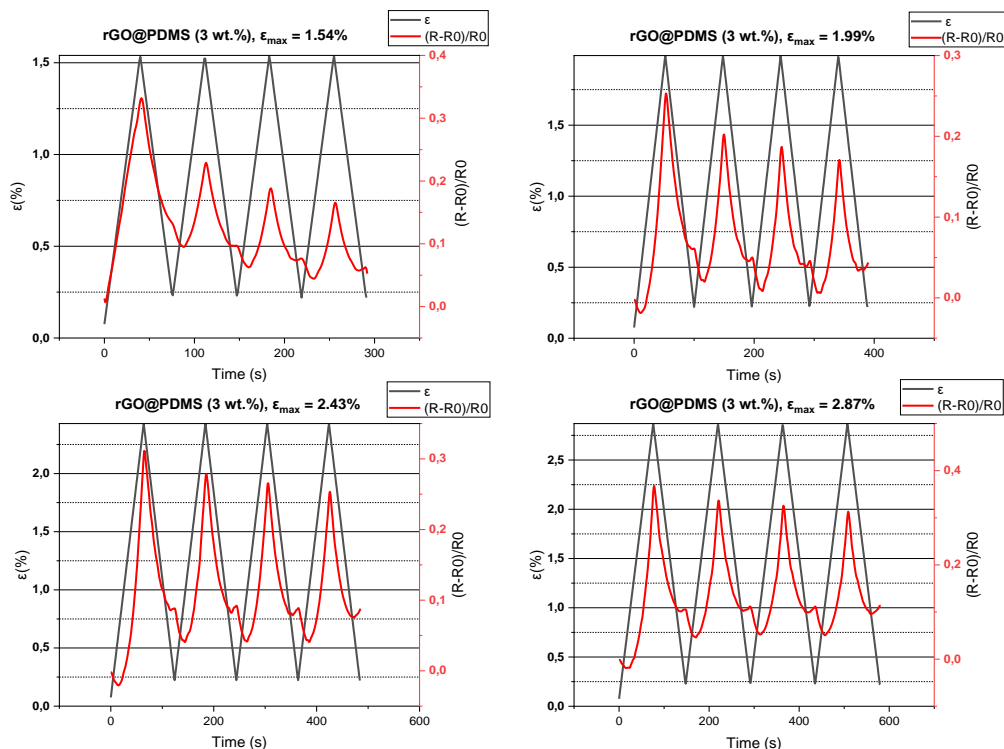 ε
(R-R0)/R0
rGO@PDMS (3 wt.%), εmax = 1.54%
1,5
1,0
0,5
0,0
ε(%)
0,4
0,3
0,2
0,1
0,0
(R-R0)/R0
0 100 200 300
Time (s)
ε
(R-R0)/R0
rGO@PDMS (3 wt.%), εmax = 1.99%
1,5
1,0
0,5
0,0
ε(%)
0,3
0,2
0,1
0,0
(R-R0)/R0
0 200 400
Time (s)
ε
(R-R0)/R0
rGO@PDMS (3 wt.%), εmax = 2.43%
2,0
1,5
1,0
0,5
0,0
ε(%)
0,3
0,2
0,1
0,0
(R-R0)/R0
0 200 400 600
Time (s)
ε
(R-R0)/R0
rGO@PDMS (3 wt.%), εmax = 2.87%
2,5
2,0
1,5
1,0
0,5
0,0
ε(%)
0,4
0,2
0,0
(R-R0)/R0
0 200 400 600
Time (s)